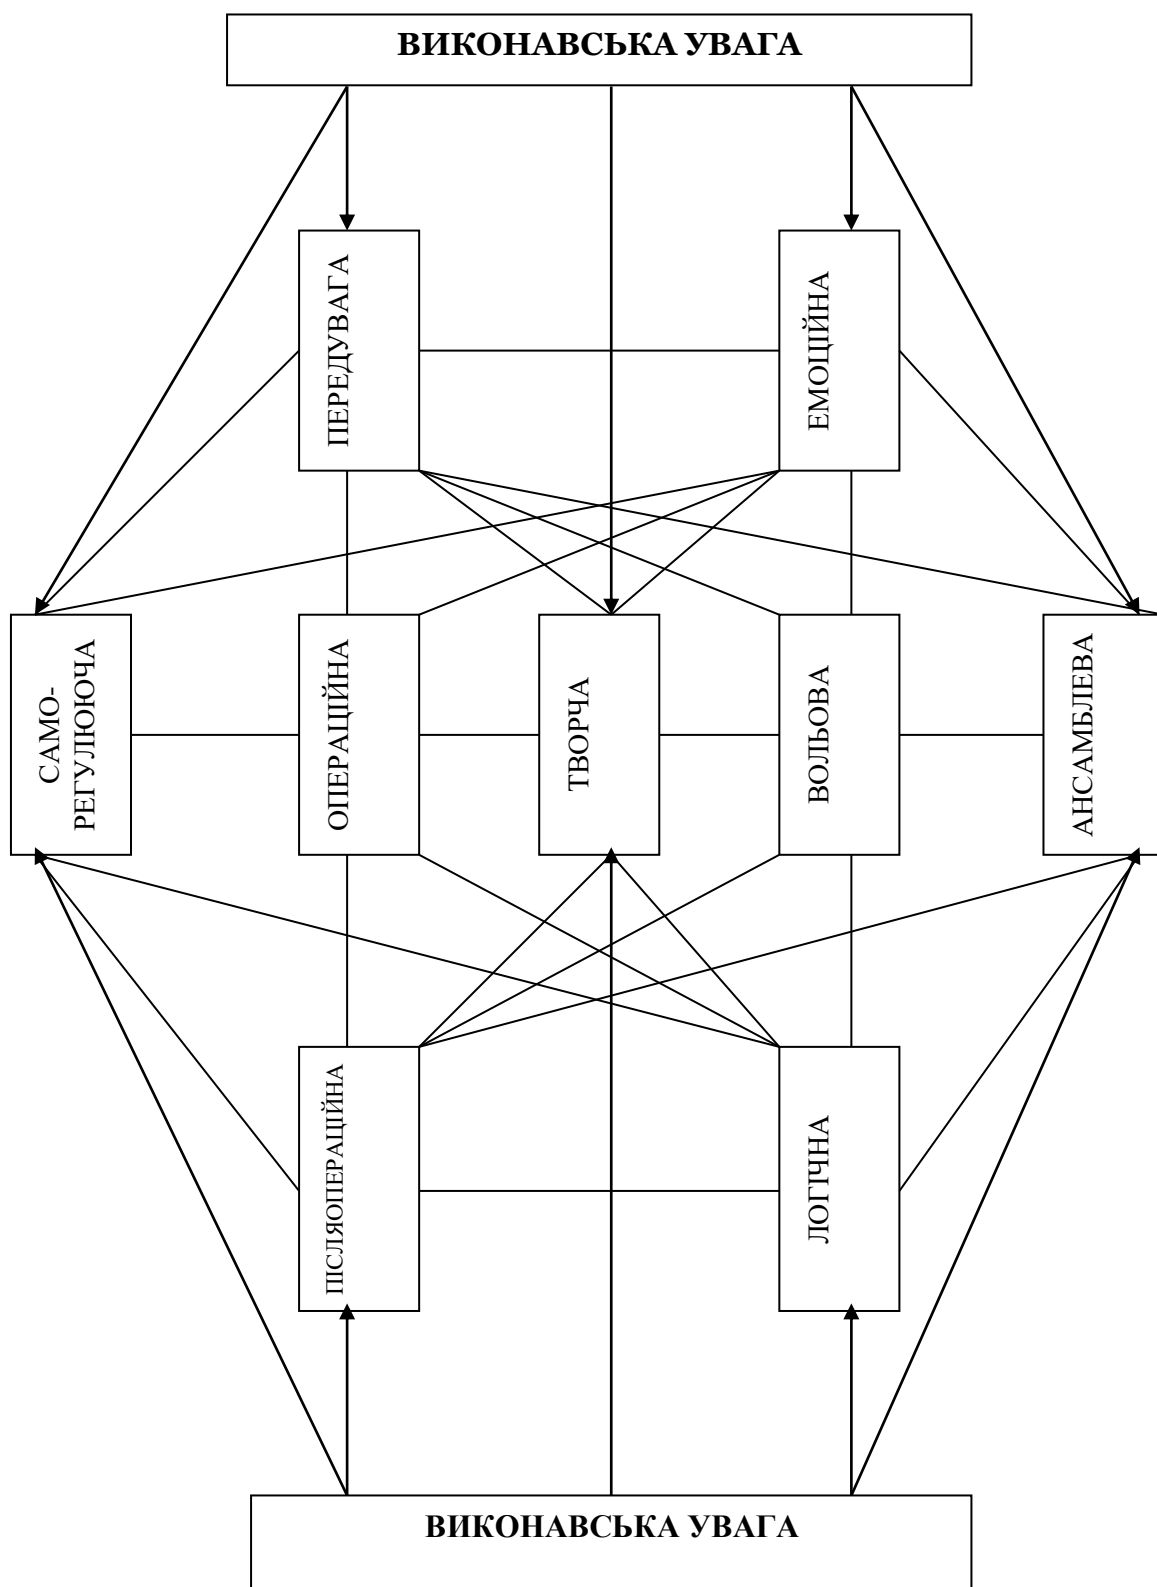 ВИКОНАВСЬКА УВАГА
ПЕРЕДУВАГА
ЕМОЦІЙНА
САМО-
РЕГУЛЮЮЧА
ОПЕРАЦІЙНА
ТВОРЧА
ВОЛЬОВА
АНСАМБЛЕВА
ПІСЛЯОПЕРАЦІЙНА
ЛОГІЧНА
ВИКОНАВСЬКА УВАГА